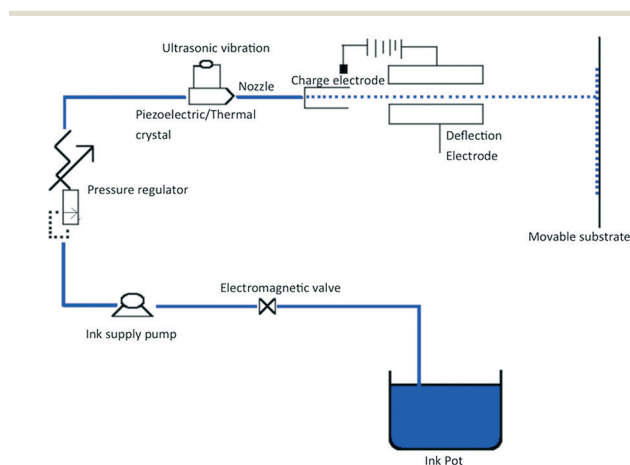 Ultrasonic vibration
Nozzle
Charge electrode
Piezoelectric/Thermal
crystal
Deflection
Electrode
Pressure regulator
Movable substrate
Electromagnetic valve
Ink supply pump
Ink Pot